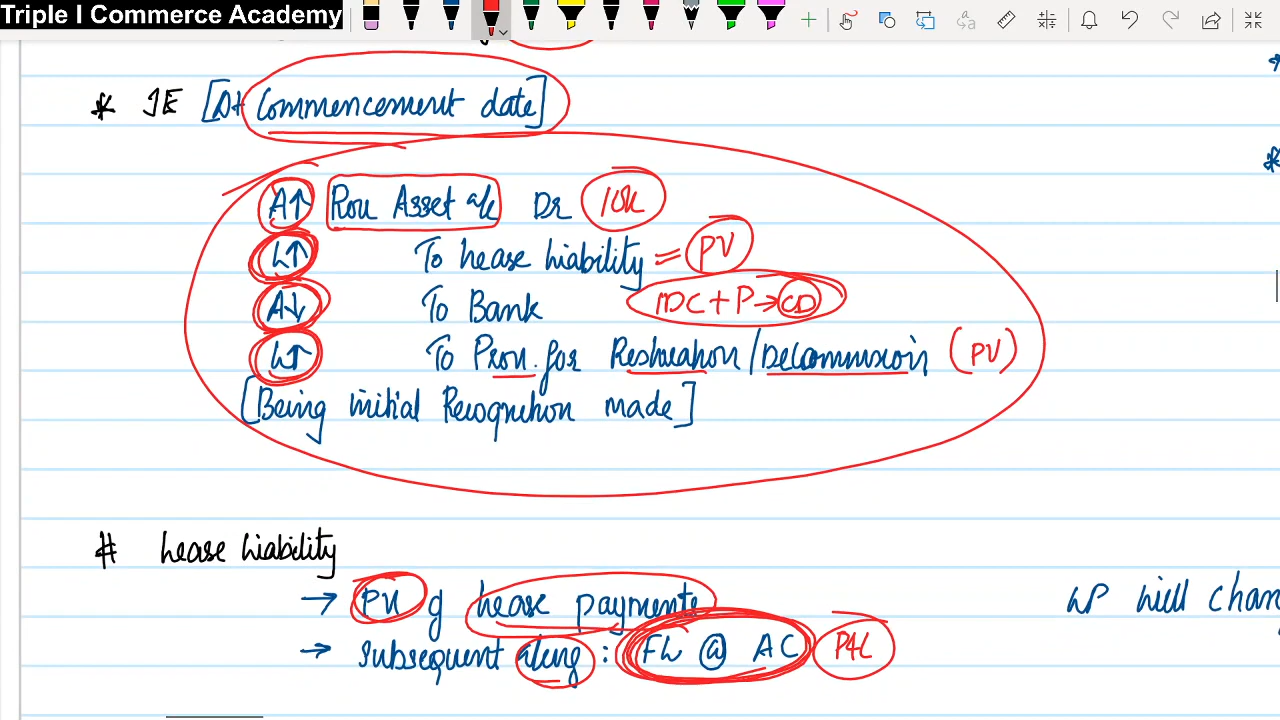 Triple I Commerce Academy
* JE [At Commencement date]
A↑ Rou Asset a/c Dr 10k
L↑ To Lease Liability = PV
A↓ To Bank IDC + P → CD
L↑ To Prov. for Restoration / Decommission (PV)
[Being initial Recognition made]
# Lease Liability
→ PV of Lease payments
LP will chan
→ Subsequent : FL @ AC P&L